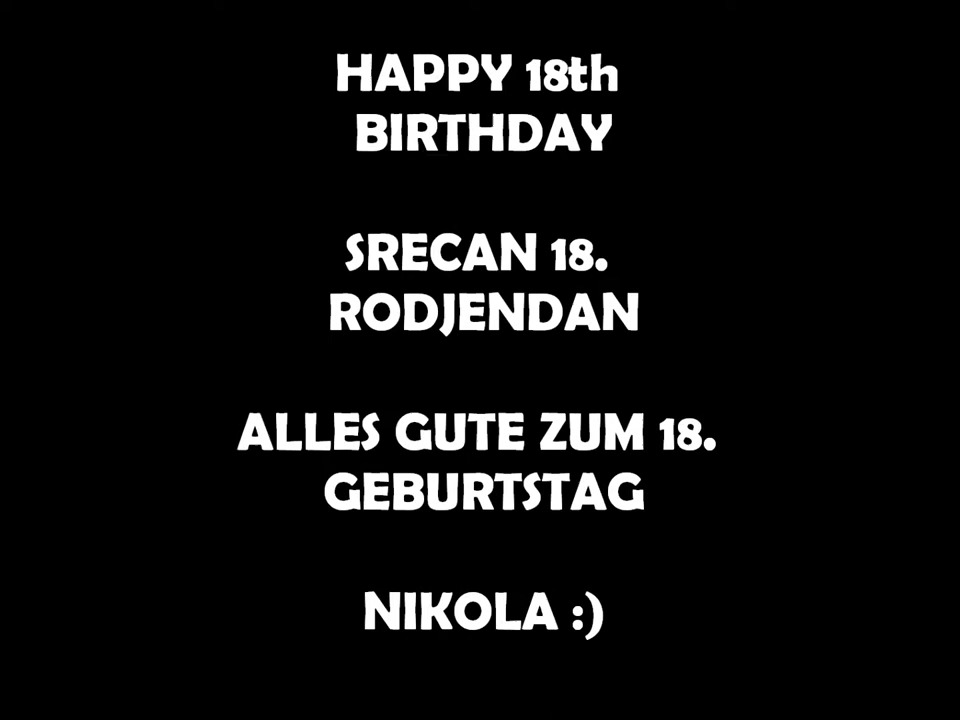 HAPPY 18th
BIRTHDAY
SRECAN 18.
RODJENDAN
ALLES GUTE ZUM 18.
GEBURTSTAG
NIKOLA :)